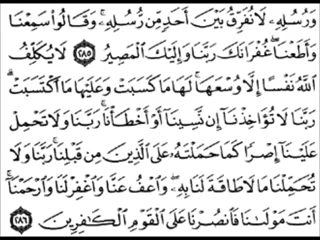 وَرُسُلِهِۦ لَا نُفَرِّقُ بَيْنَ أَحَدٍ مِّن رُّسُلِهِۦ ۚ وَقَالُوا۟ سَمِعْنَا
وَأَطَعْنَا ۖ غُفْرَانَكَ رَبَّنَا وَإِلَيْكَ ٱلْمَصِيرُ ٢٨٥ لَا يُكَلِّفُ
ٱللَّهُ نَفْسًا إِلَّا وُسْعَهَا ۚ لَهَا مَا كَسَبَتْ وَعَلَيْهَا مَا ٱكْتَسَبَتْ ۗ
رَبَّنَا لَا تُؤَاخِذْنَآ إِن نَّسِينَآ أَوْ أَخْطَأْنَا ۚ رَبَّنَا وَلَا تَحْمِلْ
عَلَيْنَآ إِصْرًا كَمَا حَمَلْتَهُۥ عَلَى ٱلَّذِينَ مِن قَبْلِنَا ۚ رَبَّنَا وَلَا
تُحَمِّلْنَا مَا لَا طَاقَةَ لَنَا بِهِۦ ۖ وَٱعْفُ عَنَّا وَٱغْفِرْ لَنَا وَٱرْحَمْنَآ ۚ
أَنتَ مَوْلَىٰنَا فَٱنصُرْنَا عَلَى ٱلْقَوْمِ ٱلْكَـٰفِرِينَ ٢٨٦